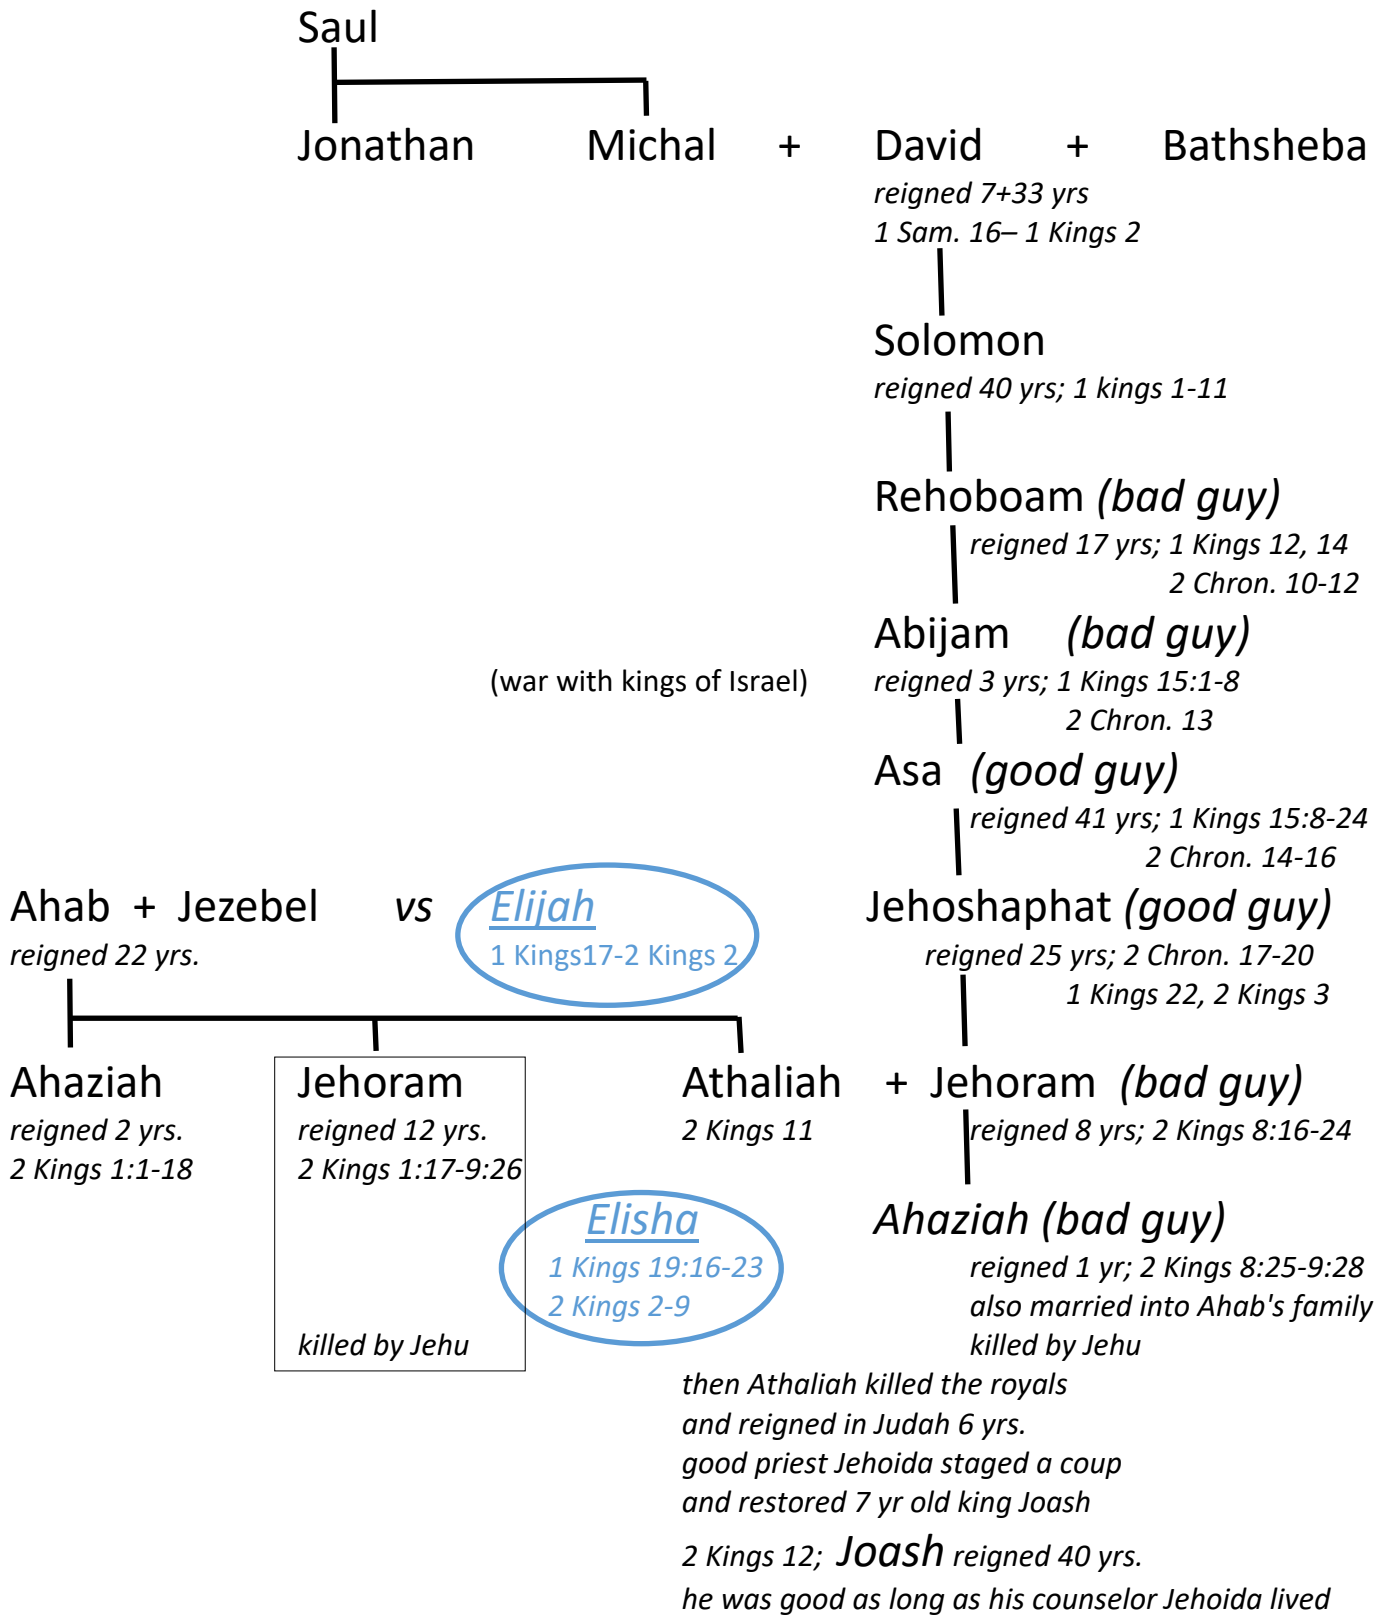 Saul
Jonathan Michal + David + Bathsheba
reigned 7+33 yrs
1 Sam. 16– 1 Kings 2
Solomon
reigned 40 yrs; 1 kings 1-11
Rehoboam (bad guy)
reigned 17 yrs; 1 Kings 12, 14
2 Chron. 10-12
Abijam (bad guy)
(war with kings of Israel) reigned 3 yrs; 1 Kings 15:1-8
2 Chron. 13
Asa (good guy)
reigned 41 yrs; 1 Kings 15:8-24
2 Chron. 14-16
Ahab + Jezebel vs Elijah Jehoshaphat (good guy)
reigned 22 yrs. 1 Kings17-2 Kings 2 reigned 25 yrs; 2 Chron. 17-20
1 Kings 22, 2 Kings 3
Ahaziah Jehoram Athaliah + Jehoram (bad guy)
reigned 2 yrs. reigned 12 yrs. 2 Kings 11 reigned 8 yrs; 2 Kings 8:16-24
2 Kings 1:1-18 2 Kings 1:17-9:26
Elisha Ahaziah (bad guy)
1 Kings 19:16-23 reigned 1 yr; 2 Kings 8:25-9:28
2 Kings 2-9 also married into Ahab's family
killed by Jehu killed by Jehu
then Athaliah killed the royals
and reigned in Judah 6 yrs.
good priest Jehoida staged a coup
and restored 7 yr old king Joash
2 Kings 12; Joash reigned 40 yrs.
he was good as long as his counselor Jehoida lived